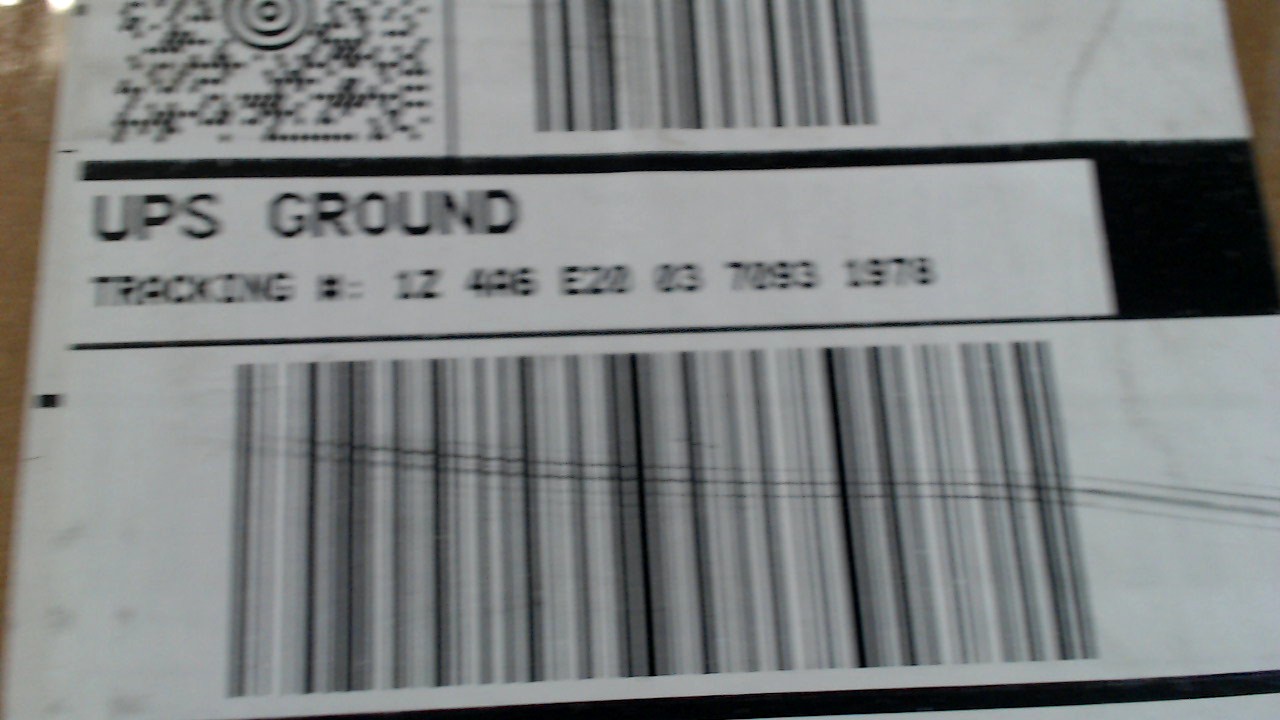 UPS GROUND
TRACKING #: 1Z 4A6 E20 03 7093 1978